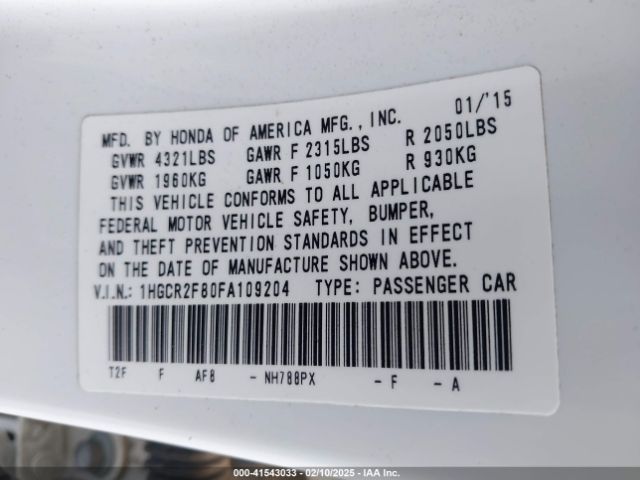 MFD. BY HONDA OF AMERICA MFG., INC. 01/'15
GVWR 4321LBS GAWR F 2315LBS R 2050LBS
GVWR 1960KG GAWR F 1050KG R 930KG
THIS VEHICLE CONFORMS TO ALL APPLICABLE
FEDERAL MOTOR VEHICLE SAFETY, BUMPER,
AND THEFT PREVENTION STANDARDS IN EFFECT
ON THE DATE OF MANUFACTURE SHOWN ABOVE.
V.I.N.: 1HGCR2F80FA109204 TYPE: PASSENGER CAR
T2F F AF8 - NH788PX - F - A
000-41543033 - 02/10/2025 - IAA Inc.